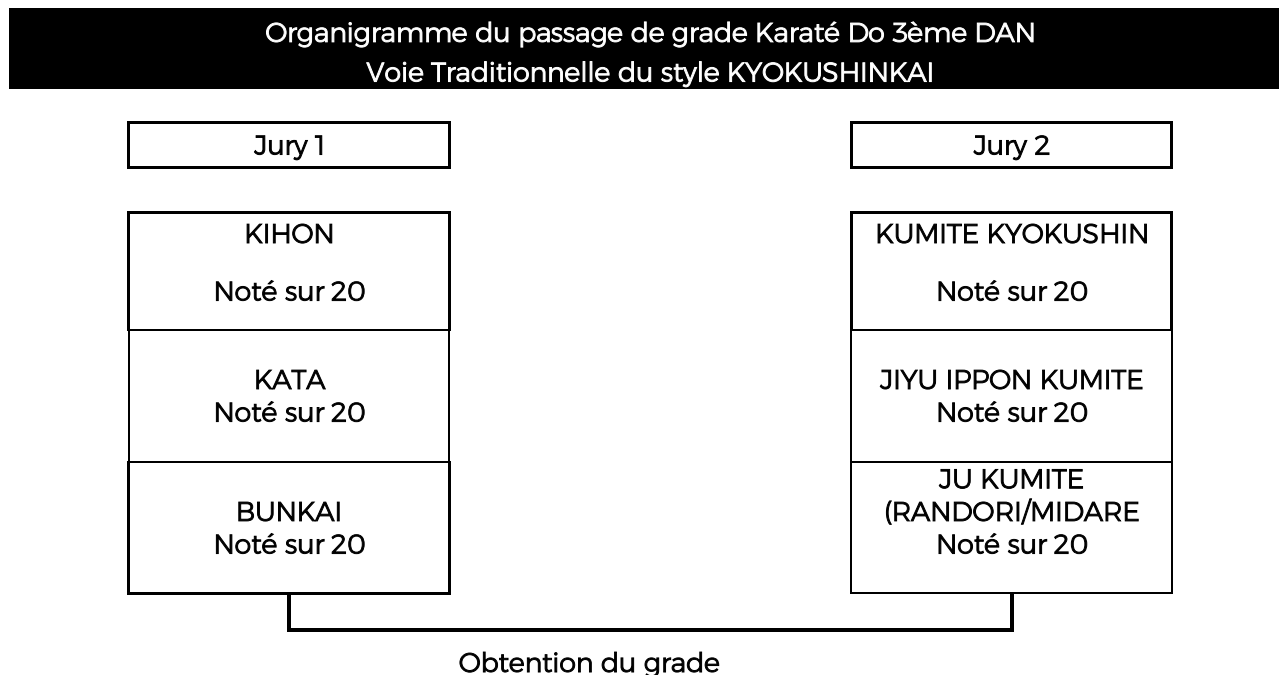 Organigramme du passage de grade Karaté Do 3ème DAN
Voie Traditionnelle du style KYOKUSHINKAI
Jury 1
Jury 2
KIHON
Noté sur 20
KATA
Noté sur 20
BUNKAI
Noté sur 20
KUMITE KYOKUSHIN
Noté sur 20
JIYU IPPON KUMITE
Noté sur 20
JU KUMITE
(RANDORI/MIDARE
Noté sur 20
Obtention du grade